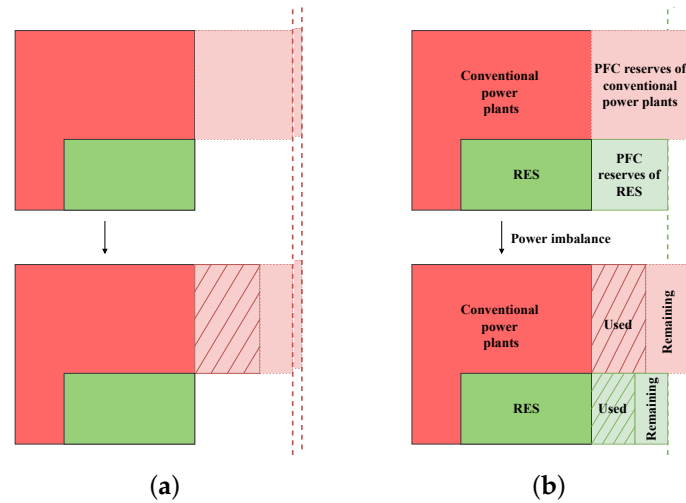 Conventional
power
plants
PFC reserves of
conventional
power plants
RES
PFC
reserves of
RES
Power imbalance
Conventional
power
plants
Used
Remaining
RES
Used
Remaining
(a)
(b)